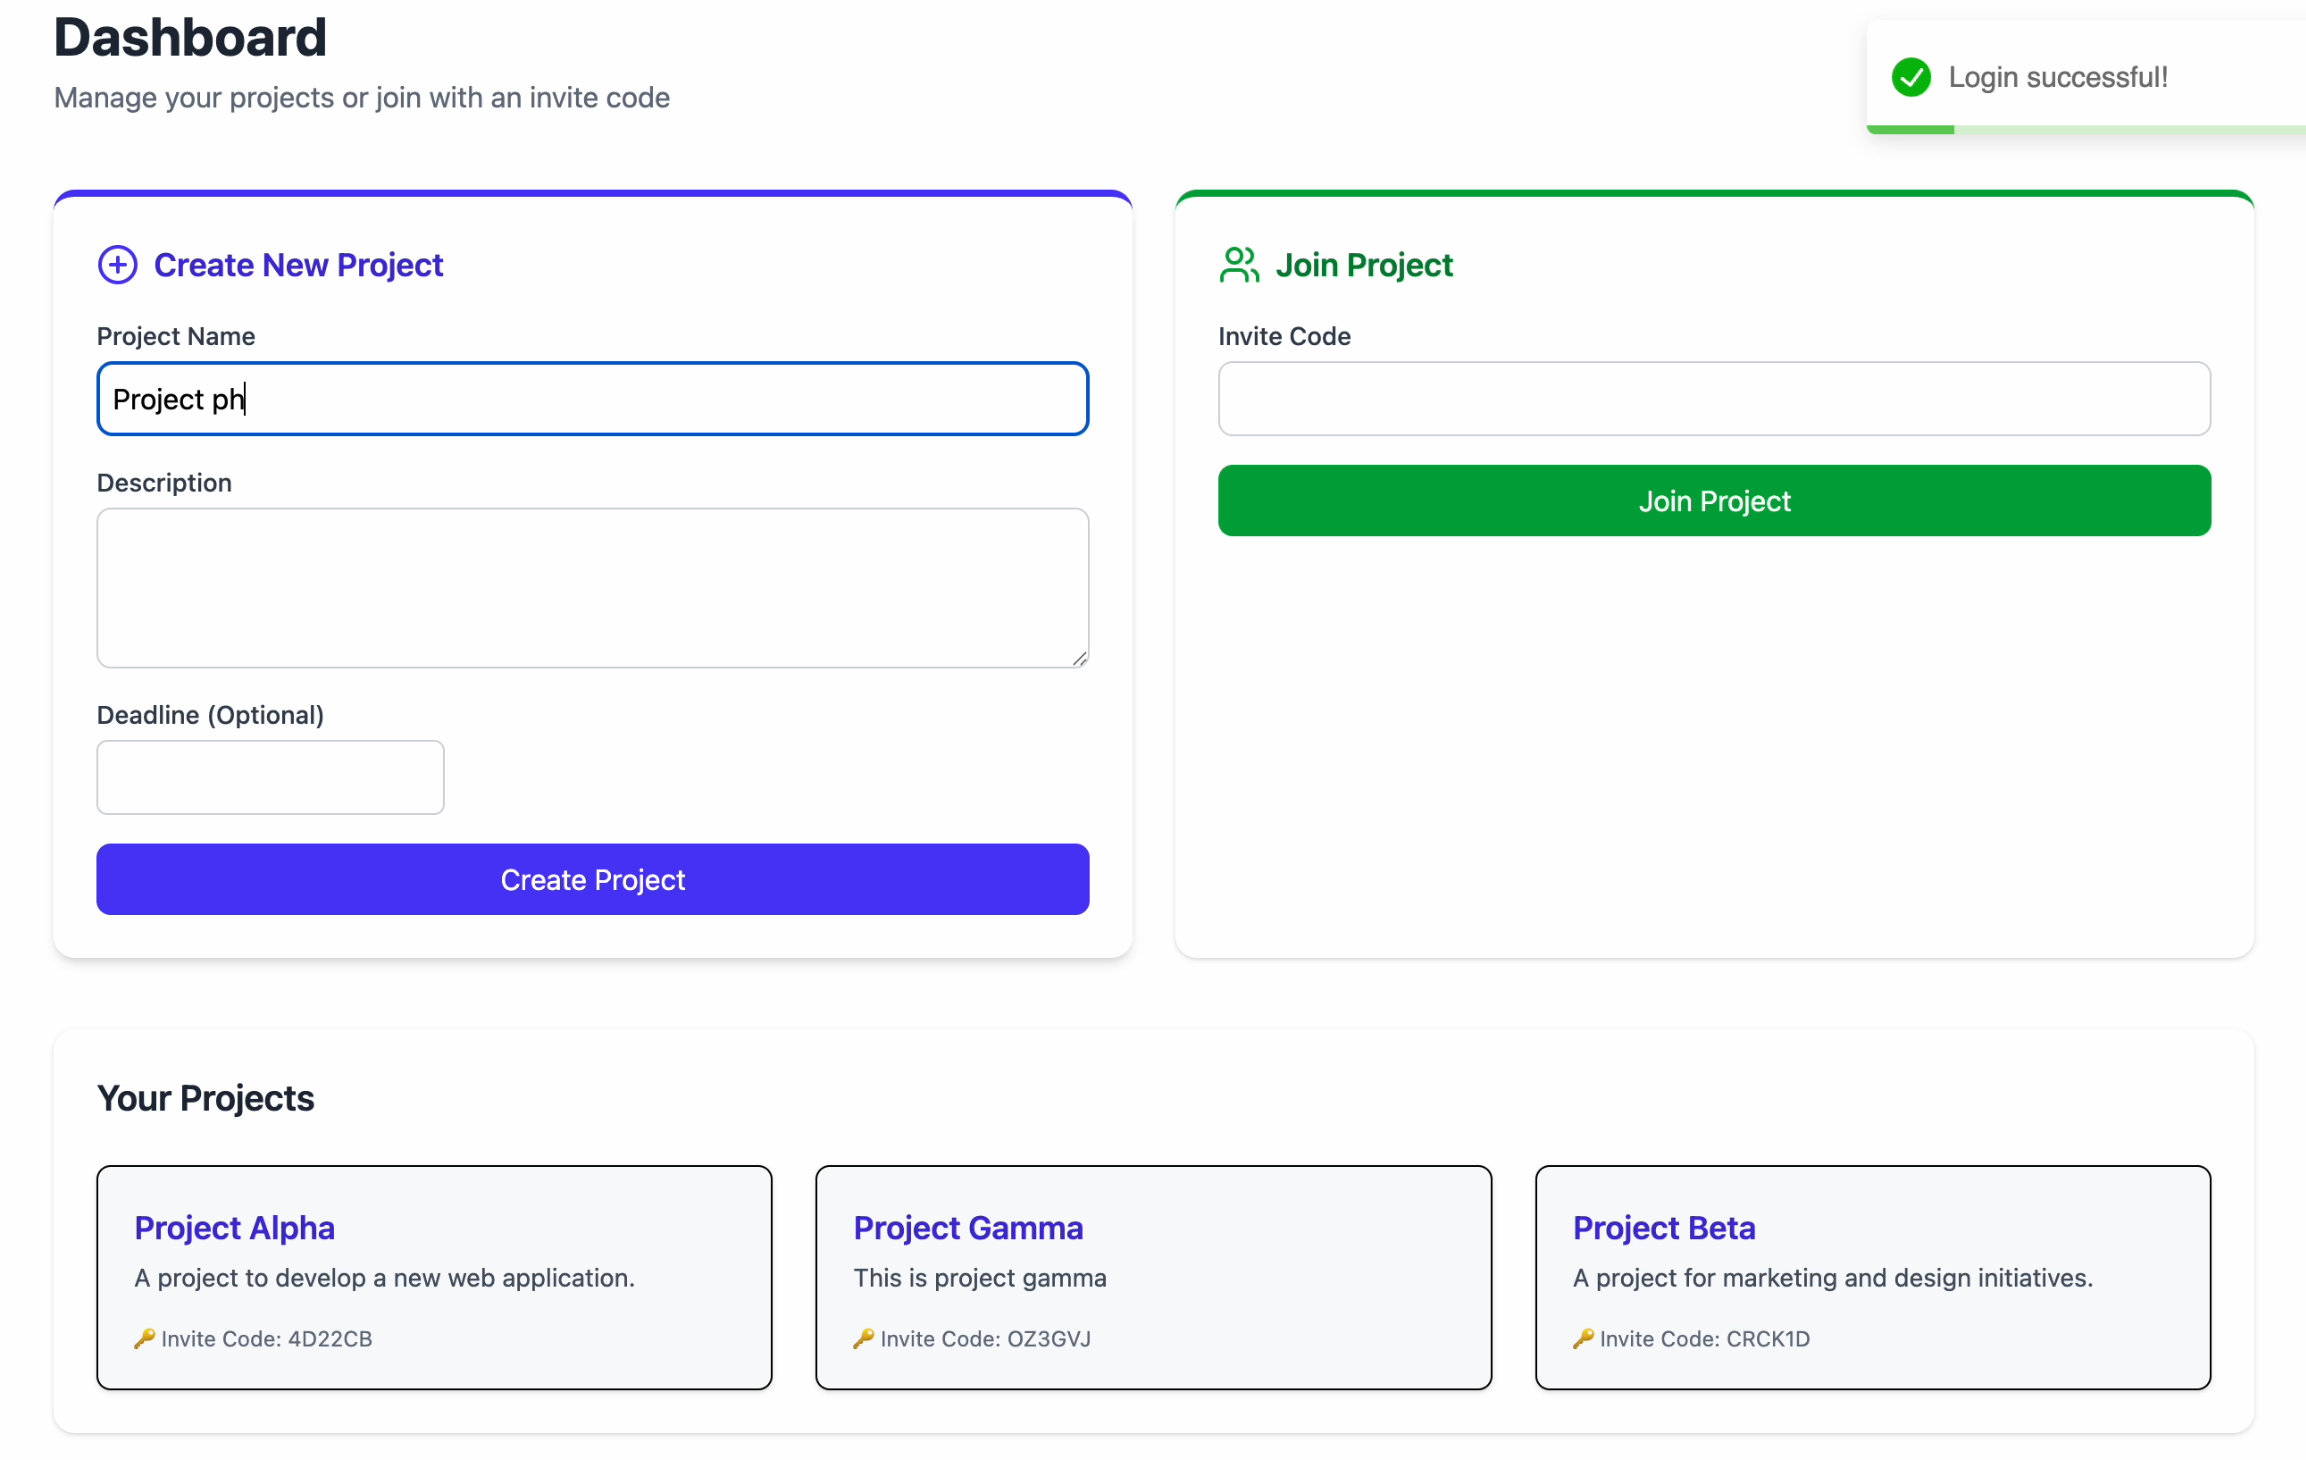 Dashboard
Manage your projects or join with an invite code
Login successful!
Create New Project
Project Name
Project ph
Description
Deadline (Optional)
Create Project
Join Project
Invite Code
Join Project
Your Projects
Project Alpha
A project to develop a new web application.
🔑 Invite Code: 4D22CB
Project Gamma
This is project gamma
🔑 Invite Code: OZ3GVJ
Project Beta
A project for marketing and design initiatives.
🔑 Invite Code: CRCK1D